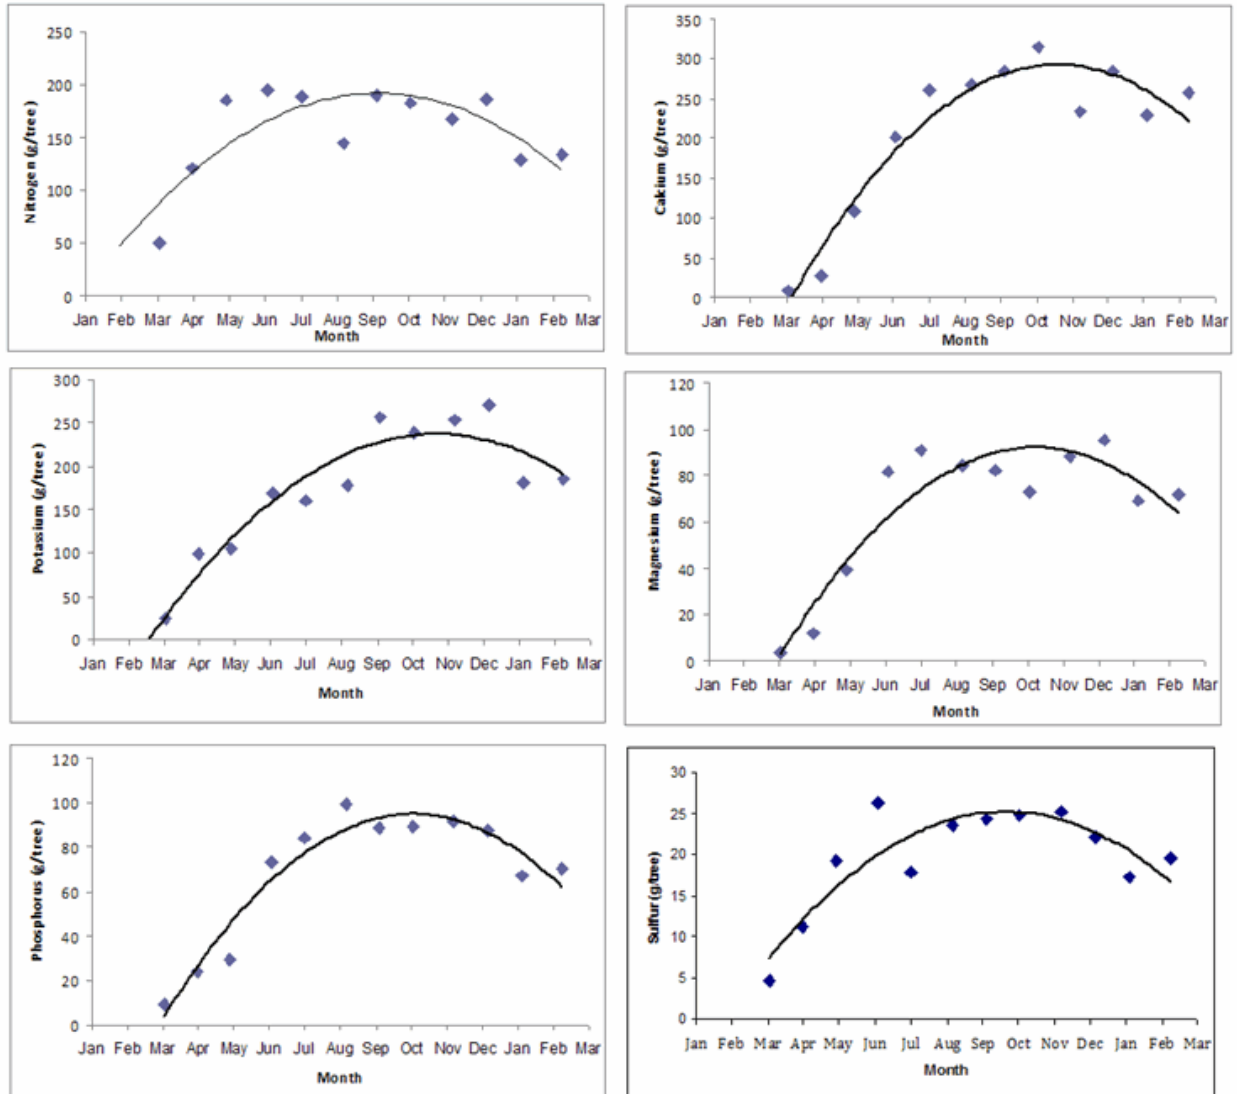 250
200
150
100
50
0
Nitrogen (g/tree)
Jan Feb Mar Apr May Jun Jul Aug Sep Oct Nov Dec Jan Feb Mar
Month
350
300
250
200
150
100
50
0
Calcium (g/tree)
Jan Feb Mar Apr May Jun Jul Aug Sep Oct Nov Dec Jan Feb Mar
Month
300
250
200
150
100
50
0
Potassium (g/tree)
Jan Feb Mar Apr May Jun Jul Aug Sep Oct Nov Dec Jan Feb Mar
Month
120
100
80
60
40
20
0
Magnesium (g/tree)
Jan Feb Mar Apr May Jun Jul Aug Sep Oct Nov Dec Jan Feb Mar
Month
120
100
80
60
40
20
0
Phosphorus (g/tree)
Jan Feb Mar Apr May Jun Jul Aug Sep Oct Nov Dec Jan Feb Mar
Month
30
25
20
15
10
5
0
Sulfur (g/tree)
Jan Feb Mar Apr May Jun Jul Aug Sep Oct Nov Dec Jan Feb Mar
Month